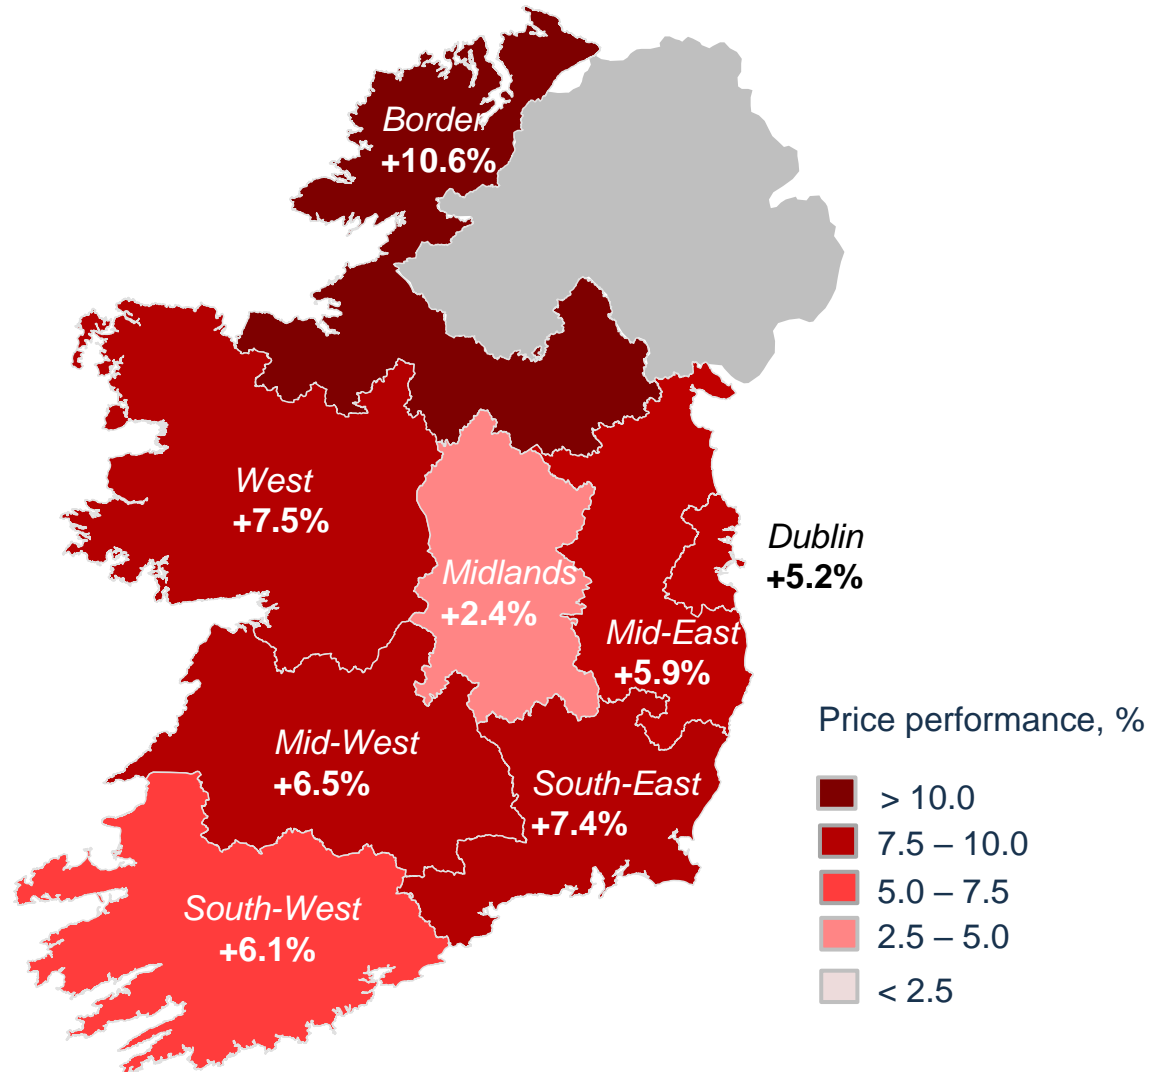 Border
+10.6%
West
+7.5%
Dublin
+5.2%
Midlands
+2.4%
Mid-East
+5.9%
Mid-West
+6.5%
South-East
+7.4%
South-West
+6.1%
Price performance, %
> 10.0
7.5 – 10.0
5.0 – 7.5
2.5 – 5.0
< 2.5